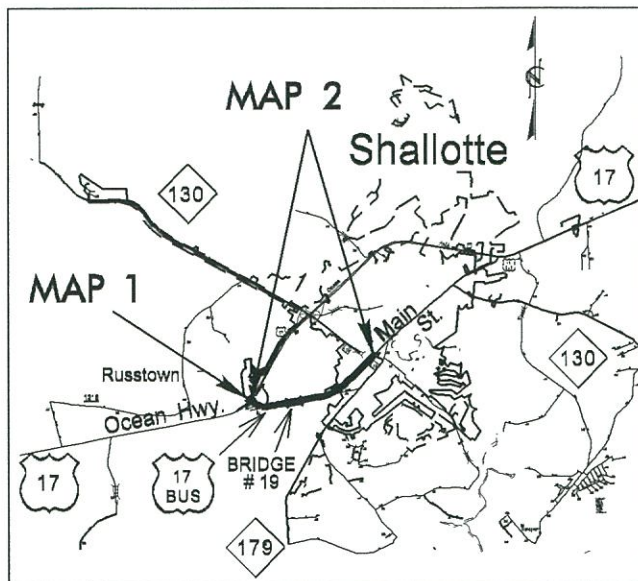 MAP 2
Shallotte
17
130
MAP 1
Main St.
130
Russtown
Ocean Hwy.
17
17 BUS
BRIDGE # 19
179